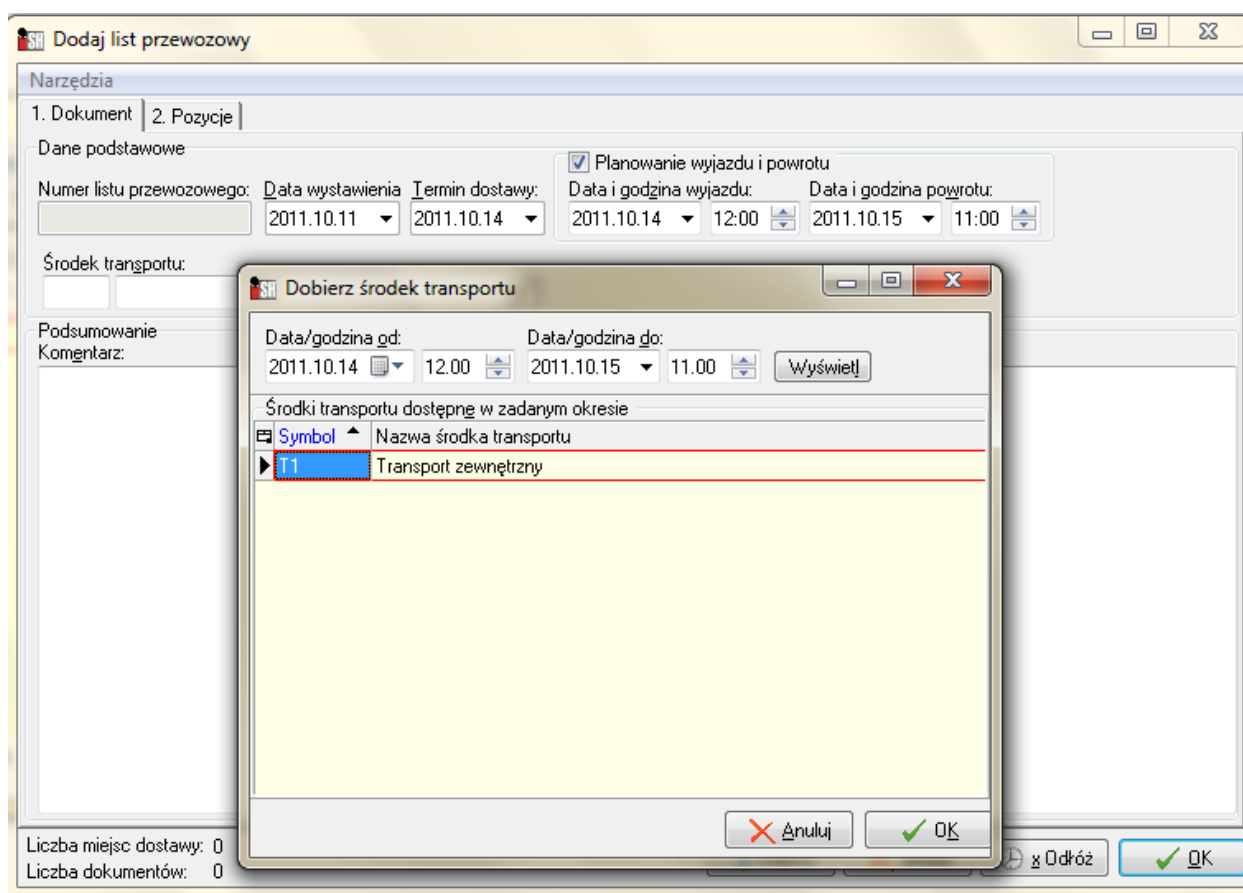 Dodaj list przewozowy
Narzędzia
1. Dokument 2. Pozycje
Dane podstawowe
Planowanie wyjazdu i powrotu
Numer listu przewozowego: Data wystawienia Termin dostawy: Data i godzina wyjazdu: Data i godzina powrotu:
2011.10.11 2011.10.14 2011.10.14 12:00 2011.10.15 11:00
Środek transportu:
Dobierz środek transportu
Podsumowanie
Komentarz:
Data/godzina od: Data/godzina do:
2011.10.14 12.00 2011.10.15 11.00 Wyświetl
Środki transportu dostępne w zadanym okresie
Symbol Nazwa środka transportu
T1 Transport zewnętrzny
Anuluj OK
Liczba miejsc dostawy: 0
Liczba dokumentów: 0
x Odłóż OK